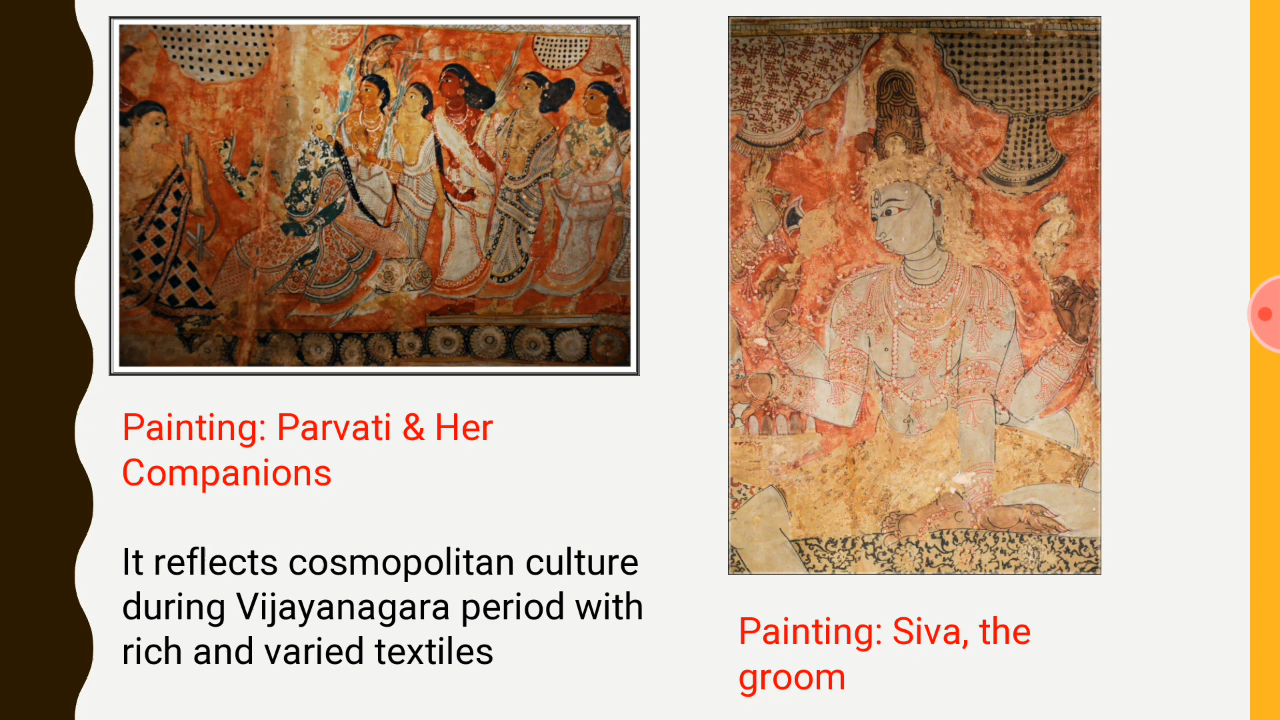 Painting: Parvati & Her
Companions
It reflects cosmopolitan culture
during Vijayanagara period with
rich and varied textiles
Painting: Siva, the
groom